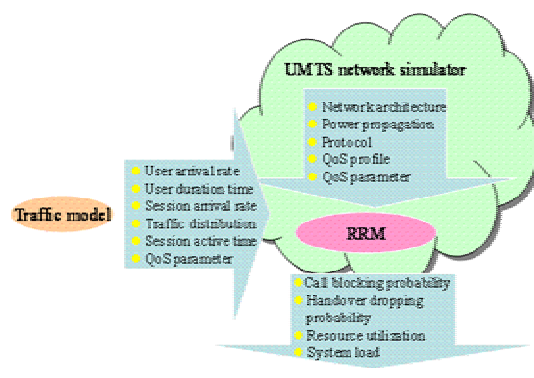 UMTS network simulator
Network architecture
Power propagation
Protocol
QoS profile
QoS parameter
User arrival rate
User duration time
Session arrival rate
Traffic distribution
Session active time
QoS parameter
Traffic model
RRM
Call blocking probability
Handover dropping
probability
Resource utilization
System load